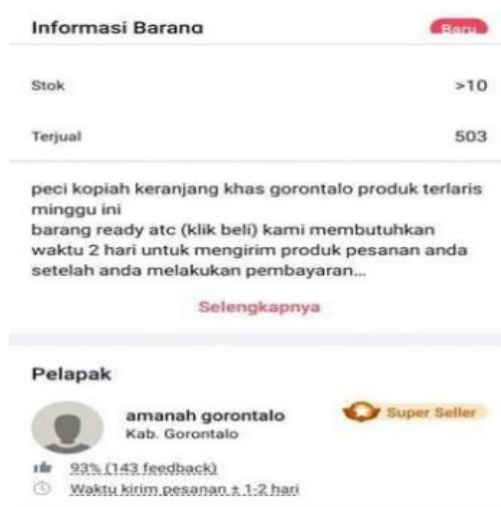 Informasi Barang
Baru
Stok
>10
Terjual
503
peci kopiah keranjang khas gorontalo produk terlaris
minggu ini
barang ready atc (klik beli) kami membutuhkan
waktu 2 hari untuk mengirim produk pesanan anda
setelah anda melakukan pembayaran...
Selengkapnya
Pelapak
amanah gorontalo
Super Seller
Kab. Gorontalo
93% (143 feedback)
Waktu kirim pesanan ± 1-2 hari